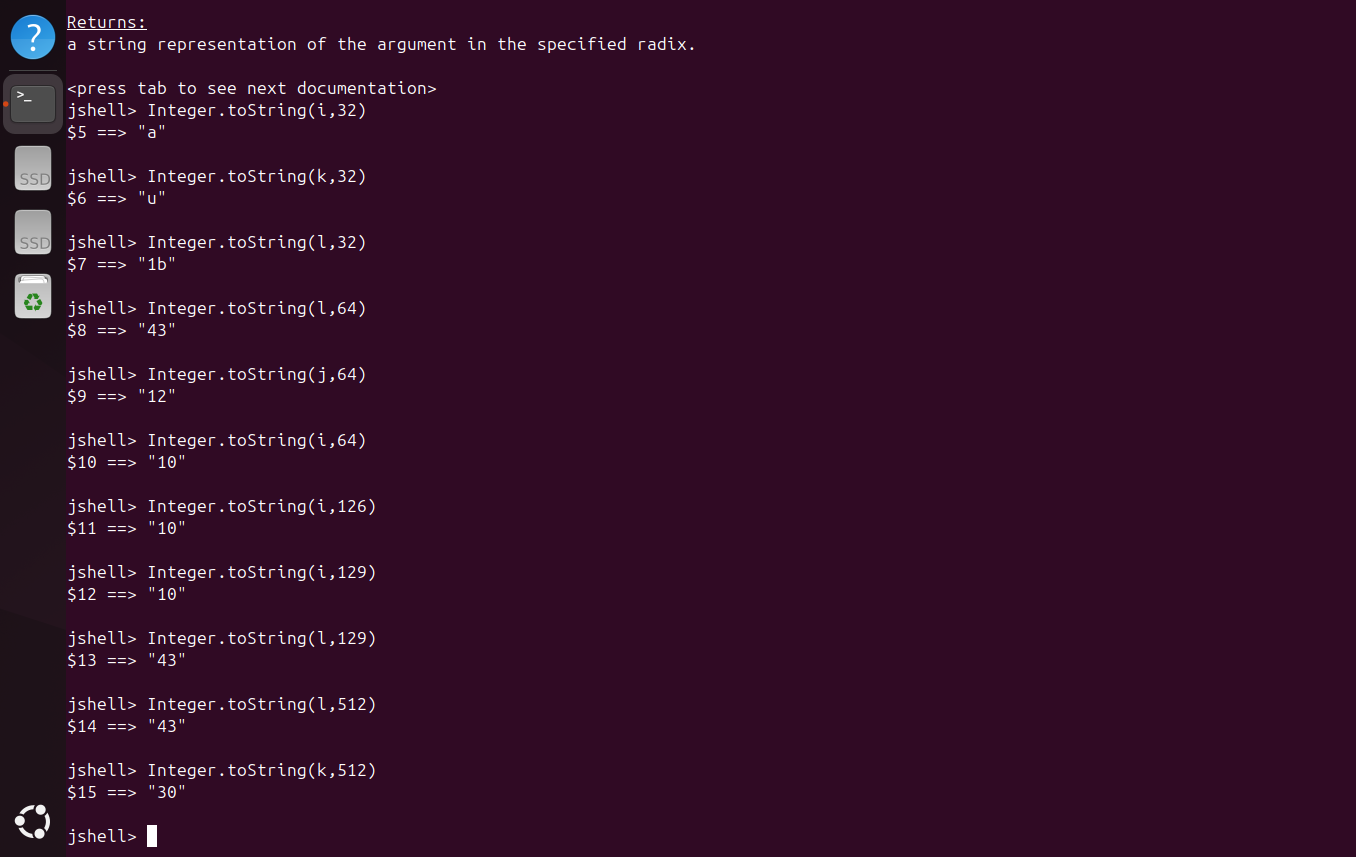 Returns:
a string representation of the argument in the specified radix.
<press tab to see next documentation>
jshell> Integer.toString(i,32)
$5 ==> "a"
jshell> Integer.toString(k,32)
$6 ==> "u"
jshell> Integer.toString(l,32)
$7 ==> "1b"
jshell> Integer.toString(l,64)
$8 ==> "43"
jshell> Integer.toString(j,64)
$9 ==> "12"
jshell> Integer.toString(i,64)
$10 ==> "10"
jshell> Integer.toString(i,126)
$11 ==> "10"
jshell> Integer.toString(i,129)
$12 ==> "10"
jshell> Integer.toString(l,129)
$13 ==> "43"
jshell> Integer.toString(l,512)
$14 ==> "43"
jshell> Integer.toString(k,512)
$15 ==> "30"
jshell>
?
>_
SSD
SSD